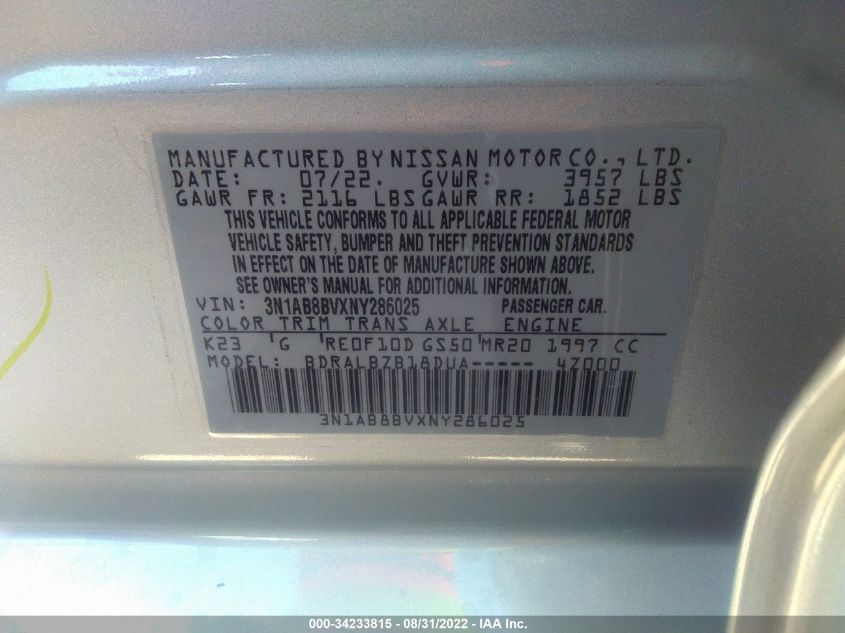 MANUFACTURED BY NISSAN MOTOR CO., LTD.
DATE: 07/22. GVWR: 3957 LBS
GAWR FR: 2116 LBS GAWR RR: 1852 LBS
THIS VEHICLE CONFORMS TO ALL APPLICABLE FEDERAL MOTOR
VEHICLE SAFETY, BUMPER AND THEFT PREVENTION STANDARDS
IN EFFECT ON THE DATE OF MANUFACTURE SHOWN ABOVE.
SEE OWNER'S MANUAL FOR ADDITIONAL INFORMATION.
VIN: 3N1AB8BVXNY286025 PASSENGER CAR.
COLOR TRIM TRANS AXLE ENGINE
K23 'G 'RE0F10D GS50'MR20 1997 CC
MODEL: BDRALBZB18DUA----- 4Z000
3N1AB8BVXNY286025
000-34233815 - 08/31/2022 - IAA Inc.